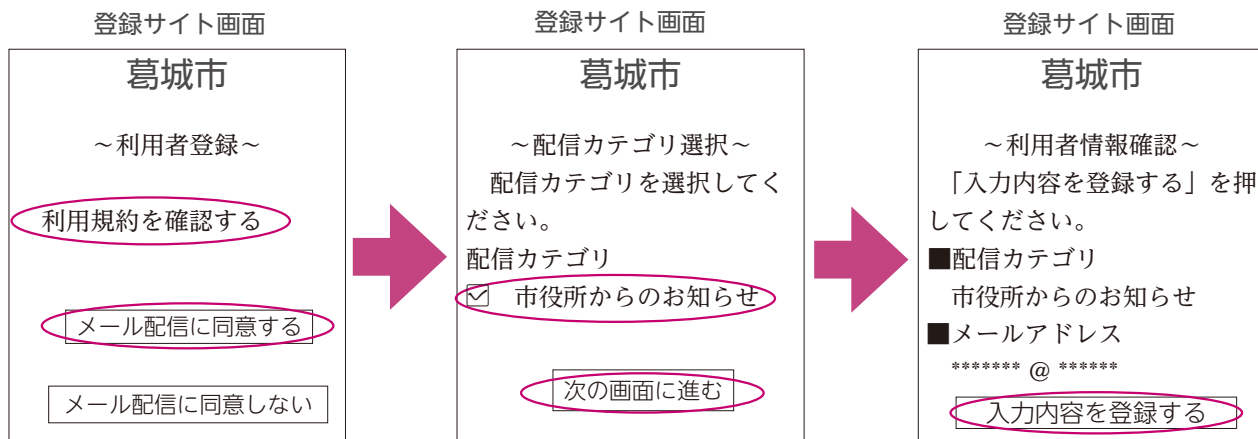 登録サイト画面
葛城市
～利用者登録～
利用規約を確認する
メール配信に同意する
メール配信に同意しない
登録サイト画面
葛城市
～配信カテゴリ選択～
配信カテゴリを選択してく
ださい。
配信カテゴリ
市役所からのお知らせ
次の画面に進む
登録サイト画面
葛城市
～利用者情報確認～
「入力内容を登録する」を押
してください。
■配信カテゴリ
市役所からのお知らせ
■メールアドレス
******* @ ******
入力内容を登録する